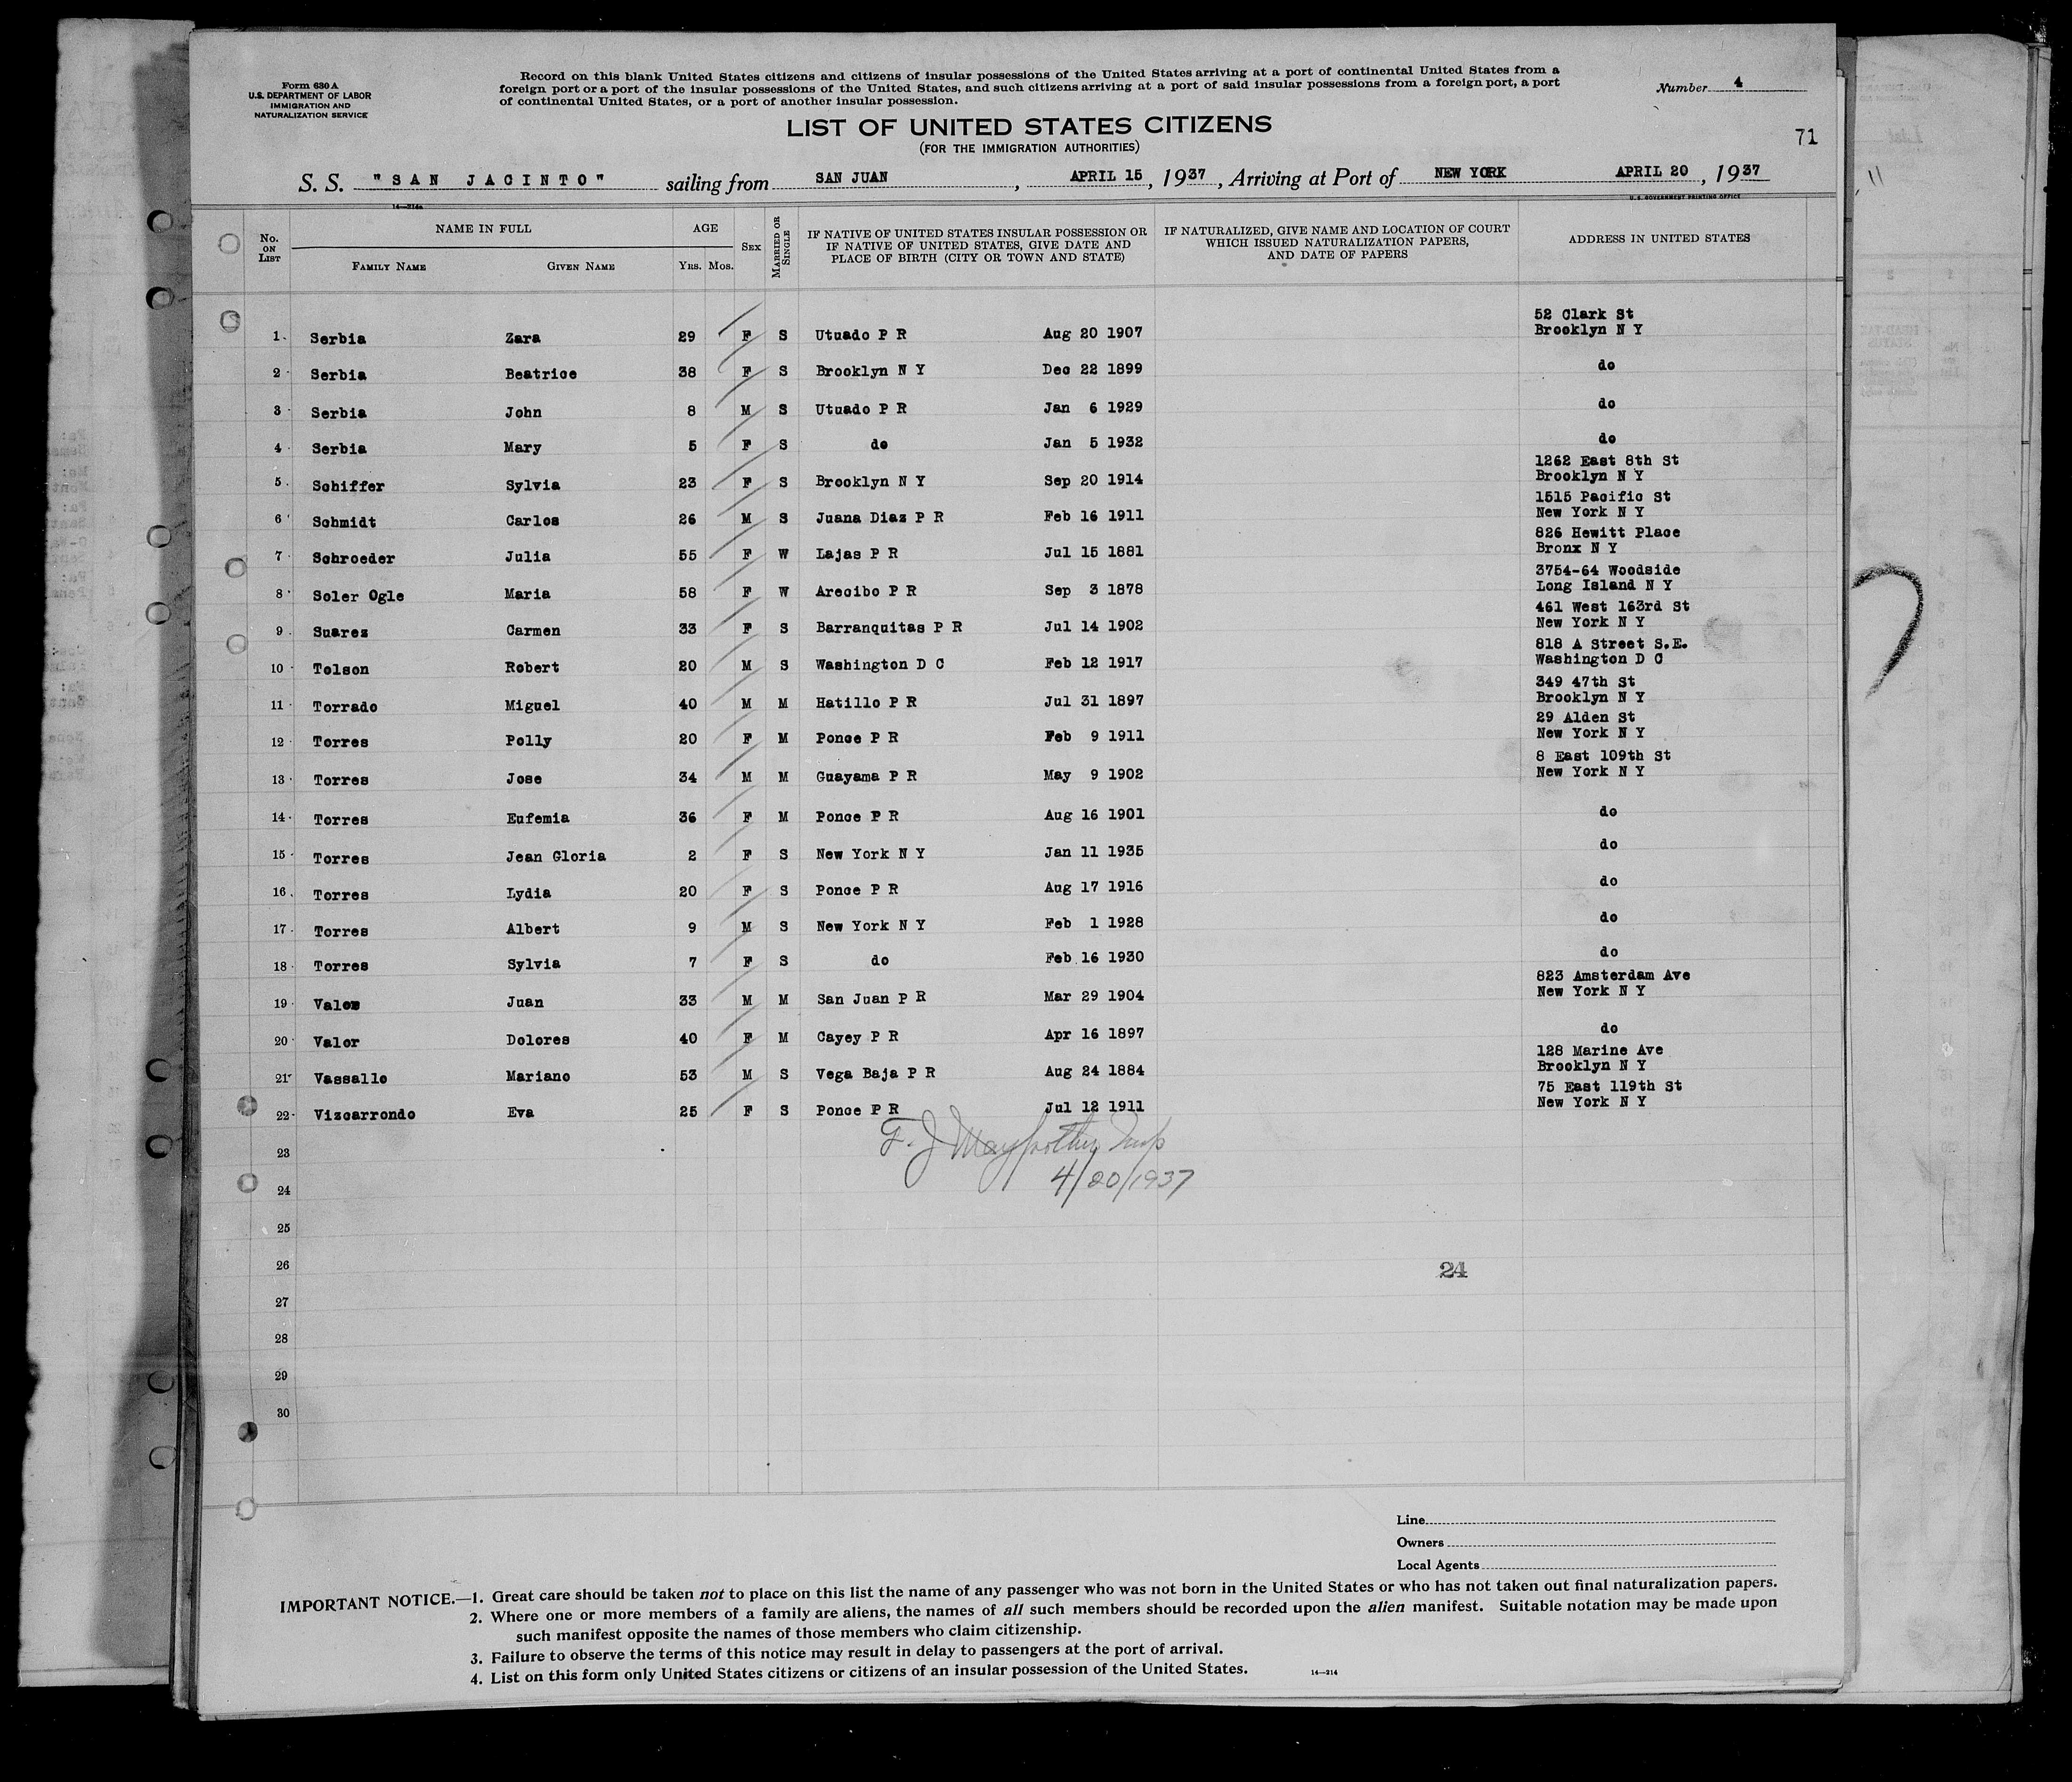 Form 630 A
U.S. DEPARTMENT OF LABOR
IMMIGRATION AND
NATURALIZATION SERVICE
Record on this blank United States citizens and citizens of insular possessions of the United States arriving at a port of continental United States from a
foreign port or a port of the insular possessions of the United States, and such citizens arriving at a port of said insular possessions from a foreign port, a port
of continental United States, or a port of another insular possession.
Number 4
LIST OF UNITED STATES CITIZENS
(FOR THE IMMIGRATION AUTHORITIES)
71
S. S. "SAN JACINTO" sailing from SAN JUAN, APRIL 15, 1937, Arriving at Port of NEW YORK APRIL 20, 1937
14—214a
U. S. GOVERNMENT PRINTING OFFICE
No. ON LIST
NAME IN FULL
FAMILY NAME GIVEN NAME
AGE
YRS. MOS.
SEX
MARRIED OR SINGLE
IF NATIVE OF UNITED STATES INSULAR POSSESSION OR
IF NATIVE OF UNITED STATES, GIVE DATE AND
PLACE OF BIRTH (CITY OR TOWN AND STATE)
IF NATURALIZED, GIVE NAME AND LOCATION OF COURT
WHICH ISSUED NATURALIZATION PAPERS,
AND DATE OF PAPERS
ADDRESS IN UNITED STATES
52 Clark St
1 Serbia Zara 29 F S Utuado P R Aug 20 1907 Brooklyn N Y
2 Serbia Beatrice 38 F S Brooklyn N Y Dec 22 1899 do
3 Serbia John 8 M S Utuado P R Jan 6 1929 do
4 Serbia Mary 5 F S do Jan 5 1932 do
1262 East 8th St
5 Schiffer Sylvia 23 F S Brooklyn N Y Sep 20 1914 Brooklyn N Y
1515 Pacific St
6 Schmidt Carlos 26 M S Juana Diaz P R Feb 16 1911 New York N Y
826 Hewitt Place
7 Schroeder Julia 55 F W Lajas P R Jul 15 1881 Bronx N Y
3754-64 Woodside
8 Soler Ogle Maria 58 F W Arecibo P R Sep 3 1878 Long Island N Y
461 West 163rd St
9 Suarez Carmen 33 F S Barranquitas P R Jul 14 1902 New York N Y
818 A Street S.E.
10 Tolson Robert 20 M S Washington D C Feb 12 1917 Washington D C
349 47th St
11 Torrado Miguel 40 M M Hatillo P R Jul 31 1897 Brooklyn N Y
29 Alden St
12 Torres Polly 20 F M Ponce P R Feb 9 1911 New York N Y
8 East 109th St
13 Torres Jose 34 M M Guayama P R May 9 1902 New York N Y
14 Torres Eufemia 36 F M Ponce P R Aug 16 1901 do
15 Torres Jean Gloria 2 F S New York N Y Jan 11 1935 do
16 Torres Lydia 20 F S Ponce P R Aug 17 1916 do
17 Torres Albert 9 M S New York N Y Feb 1 1928 do
18 Torres Sylvia 7 F S do Feb 16 1930 do
823 Amsterdam Ave
19 Juan 33 M M San Juan P R Mar 29 1904 New York N Y
20 Valor Dolores 40 F M Cayey P R Apr 16 1897 do
128 Marine Ave
21 Vassallo Mariano 53 M S Vega Baja P R Aug 24 1884 Brooklyn N Y
75 East 119th St
22 Vizcarrondo Eva 25 F S Ponce P R Jul 12 1911 New York N Y
F. J.
23
4/20/1937
24
25
26
24
27
28
29
30
Line
Owners
Local Agents
IMPORTANT NOTICE.—1. Great care should be taken not to place on this list the name of any passenger who was not born in the United States or who has not taken out final naturalization papers.
2. Where one or more members of a family are aliens, the names of all such members should be recorded upon the alien manifest. Suitable notation may be made upon
such manifest opposite the names of those members who claim citizenship.
3. Failure to observe the terms of this notice may result in delay to passengers at the port of arrival.
4. List on this form only United States citizens or citizens of an insular possession of the United States.
14—214